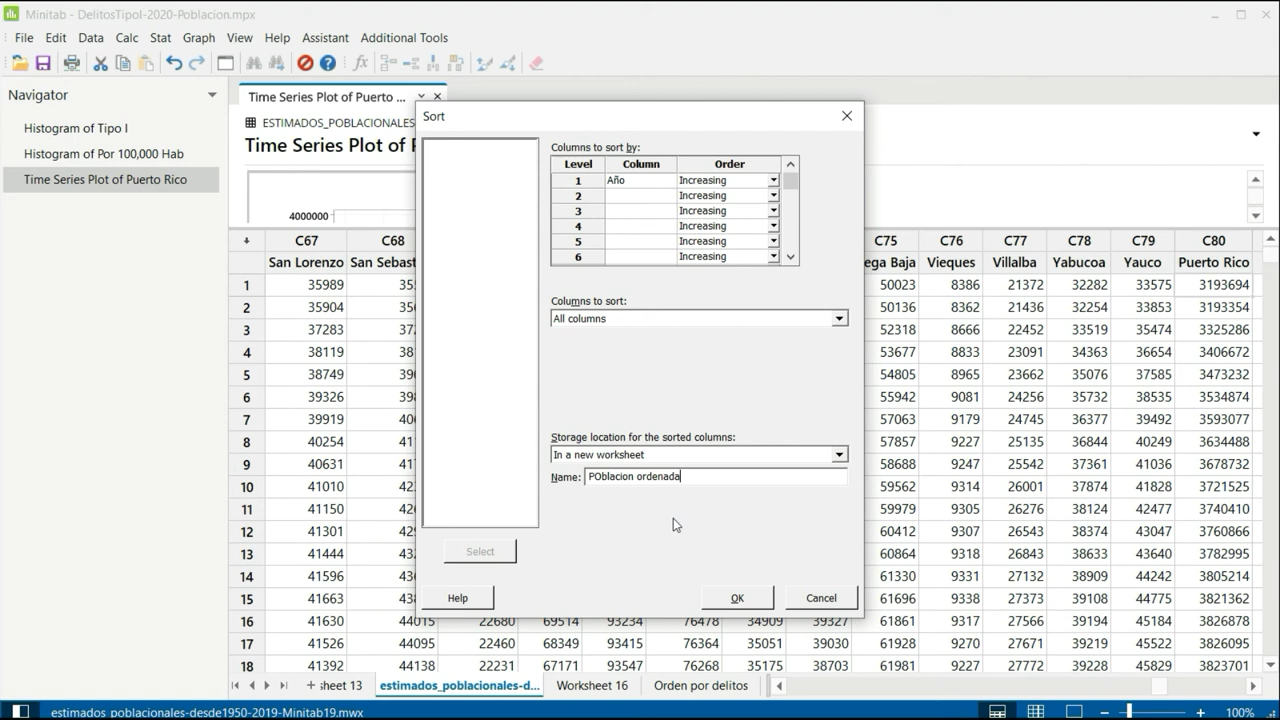 Minitab - DelitosTipol-2020-Poblacion.mpx
File Edit Data Calc Stat Graph View Help Assistant Additional Tools
Navigator
Histogram of Tipo I
Histogram of Por 100,000 Hab
Time Series Plot of Puerto Rico
Time Series Plot of Puerto ...
ESTIMADOS_POBLACIONALES
Time Series Plot of P
4000000
Sort
Columns to sort by:
Level Column Order
1 Año Increasing
2 Increasing
3 Increasing
4 Increasing
5 Increasing
6 Increasing
Columns to sort:
All columns
Storage location for the sorted columns:
In a new worksheet
Name: POblacion ordenada
Select
Help OK Cancel
C67 C68 C75 C76 C77 C78 C79 C80
San Lorenzo San Sebast ega Baja Vieques Villalba Yabucoa Yauco Puerto Rico
1 35989 50023 8386 21372 32282 33575 3193694
2 35904 50136 8362 21436 32254 33853 3193354
3 37283 52318 8666 22452 33519 35474 3325286
4 38119 53677 8833 23091 34363 36654 3406672
5 38749 54805 8965 23662 35076 37585 3473232
6 39326 55942 9081 24256 35732 38535 3534874
7 39919 57063 9179 24745 36377 39492 3593077
8 40254 57857 9227 25135 36844 40249 3634488
9 40631 58688 9247 25542 37361 41036 3678732
10 41010 59562 9314 26001 37874 41828 3721525
11 41150 59979 9305 26276 38124 42477 3740410
12 41301 60412 9307 26543 38374 43047 3760866
13 41444 60864 9318 26843 38633 43640 3782995
14 41596 61330 9331 27132 38909 44242 3805214
15 41663 61696 9338 27373 39108 44775 3821362
16 41630 44015 22680 69514 93234 76478 34909 39327 61861 9317 27566 39194 45184 3826878
17 41526 44095 22460 68349 93415 76364 35051 39030 61928 9270 27671 39219 45522 3826095
18 41392 44138 22231 67171 93547 76268 35175 38703 61981 9227 27772 39228 45829 3823701
sheet 13 estimados_poblacionales-d... Worksheet 16 Orden por delitos
estimados_poblacionales-desde1950-2019-Minitab19.mwx
100%